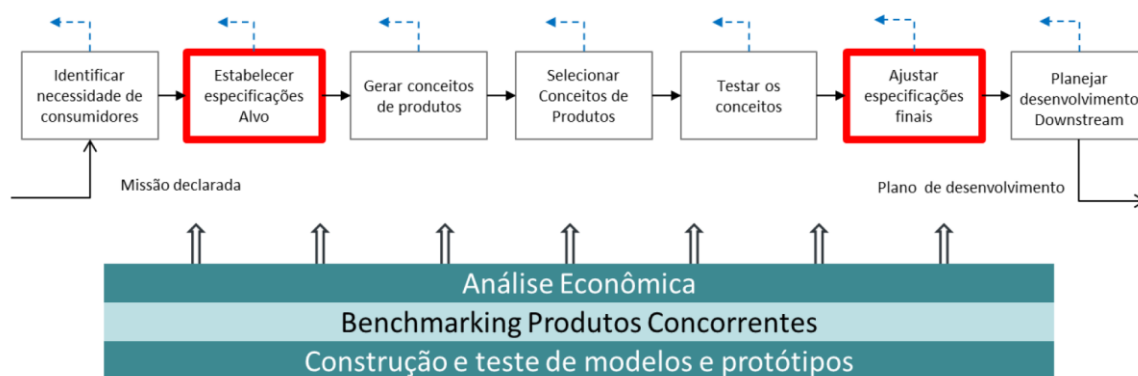 Identificar
necessidade de
consumidores
Estabelecer
especificações
Alvo
Gerar conceitos
de produtos
Selecionar
Conceitos de
Produtos
Testar os
conceitos
Ajustar
especificações
finais
Planejar
desenvolvimento
Downstream
Missão declarada
Plano de desenvolvimento
Análise Econômica
Benchmarking Produtos Concorrentes
Construção e teste de modelos e protótipos